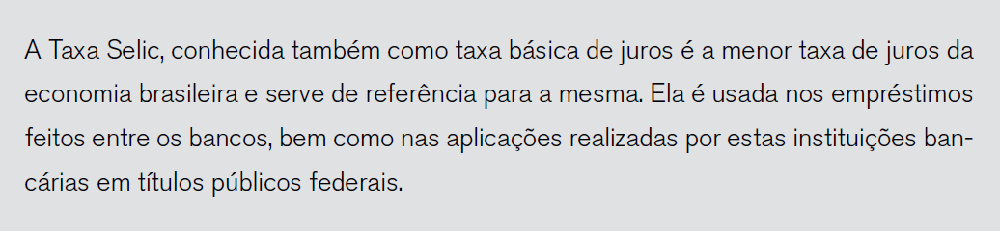 A Taxa Selic, conhecida também como taxa básica de juros é a menor taxa de juros da
economia brasileira e serve de referência para a mesma. Ela é usada nos empréstimos
feitos entre os bancos, bem como nas aplicações realizadas por estas instituições ban-
cárias em títulos públicos federais.